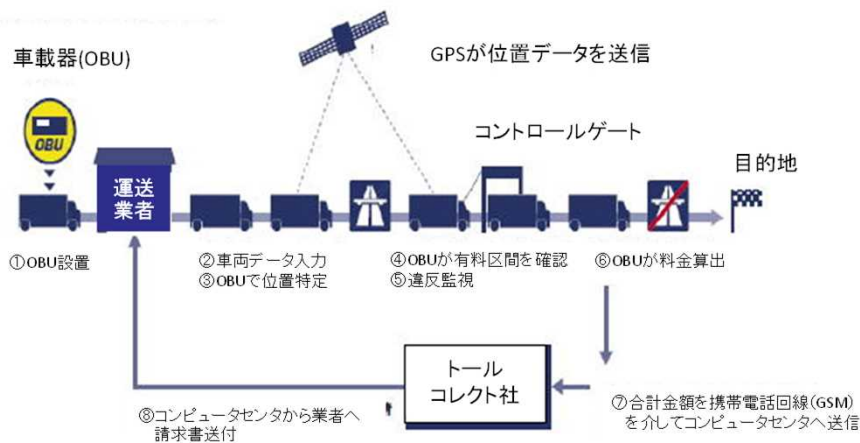 車載器(OBU)
GPSが位置データを送信
OBU
コントロールゲート
目的地
運送
業者
①OBU設置
②車両データ入力
③OBUで位置特定
④OBUが有料区間を確認
⑤違反監視
⑥OBUが料金算出
トール
コレクト社
⑦合計金額を携帯電話回線(GSM)
を介してコンピュータセンタへ送信
⑧コンピュータセンタから業者へ
請求書送付